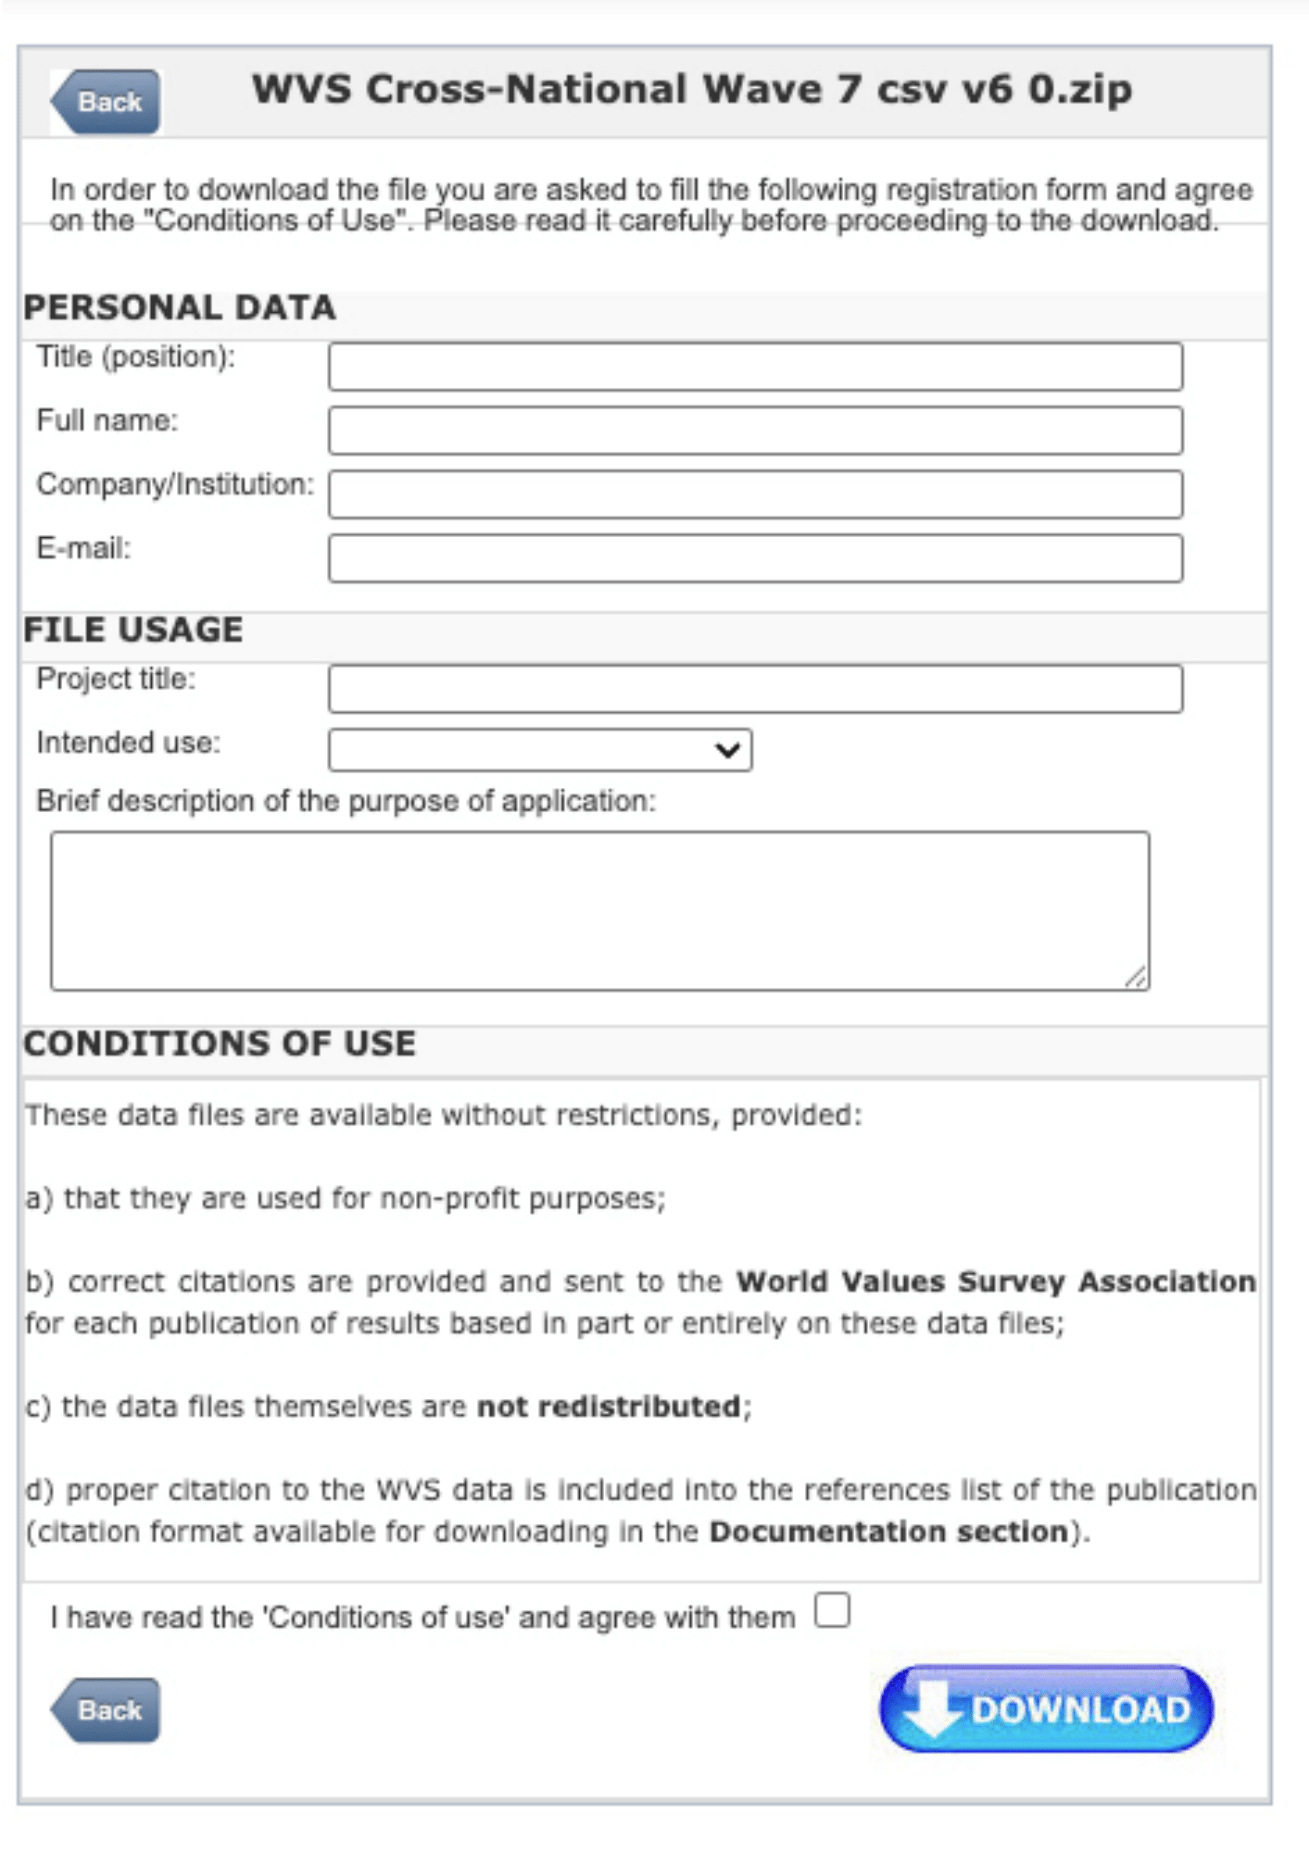 Back
WVS Cross-National Wave 7 csv v6 0.zip
In order to download the file you are asked to fill the following registration form and agree
on the "Conditions of Use". Please read it carefully before proceeding to the download.
PERSONAL DATA
Title (position):
Full name:
Company/Institution:
E-mail:
FILE USAGE
Project title:
Intended use:
Brief description of the purpose of application:
CONDITIONS OF USE
These data files are available without restrictions, provided:
a) that they are used for non-profit purposes;
b) correct citations are provided and sent to the World Values Survey Association
for each publication of results based in part or entirely on these data files;
c) the data files themselves are not redistributed;
d) proper citation to the WVS data is included into the references list of the publication
(citation format available for downloading in the Documentation section).
I have read the 'Conditions of use' and agree with them
Back
DOWNLOAD